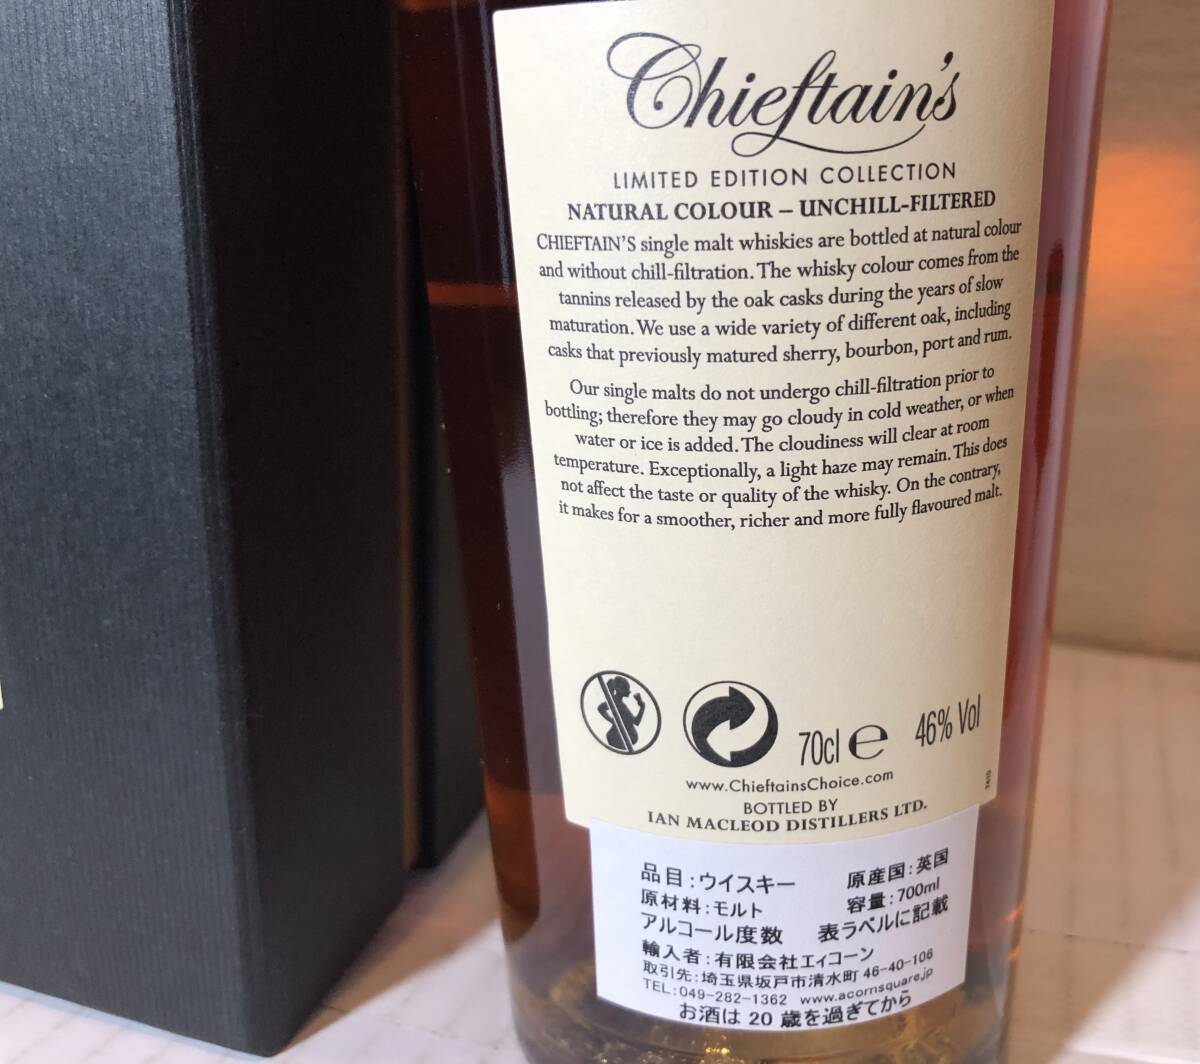 Chieftain's
LIMITED EDITION COLLECTION
NATURAL COLOUR – UNCHILL-FILTERED
CHIEFTAIN'S single malt whiskies are bottled at natural colour
and without chill-filtration. The whisky colour comes from the
tannins released by the oak casks during the years of slow
maturation. We use a wide variety of different oak, including
casks that previously matured sherry, bourbon, port and rum.
Our single malts do not undergo chill-filtration prior to
bottling; therefore they may go cloudy in cold weather, or when
water or ice is added. The cloudiness will clear at room
temperature. Exceptionally, a light haze may remain. This does
not affect the taste or quality of the whisky. On the contrary,
it makes for a smoother, richer and more fully flavoured malt.
70cl e 46% Vol
www.ChieftainsChoice.com
BOTTLED BY
IAN MACLEOD DISTILLERS LTD.
品目:ウイスキー 原産国:英国
原材料:モルト 容量:700ml
アルコール度数 表ラベルに記載
輸入者:有限会社エィコーン
取引先:埼玉県坂戸市清水町 46-40-106
TEL:049-282-1362 www.acornsquare.jp
お酒は 20 歳を過ぎてから